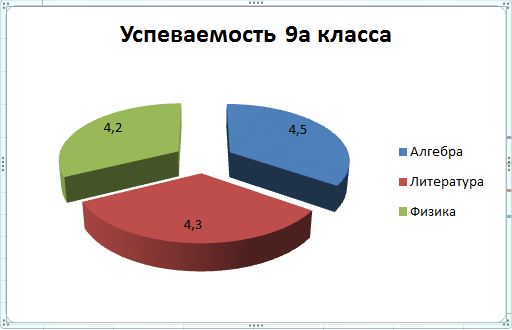 Успеваемость 9а класса
4,2
4,5
4,3
Алгебра
Литература
Физика